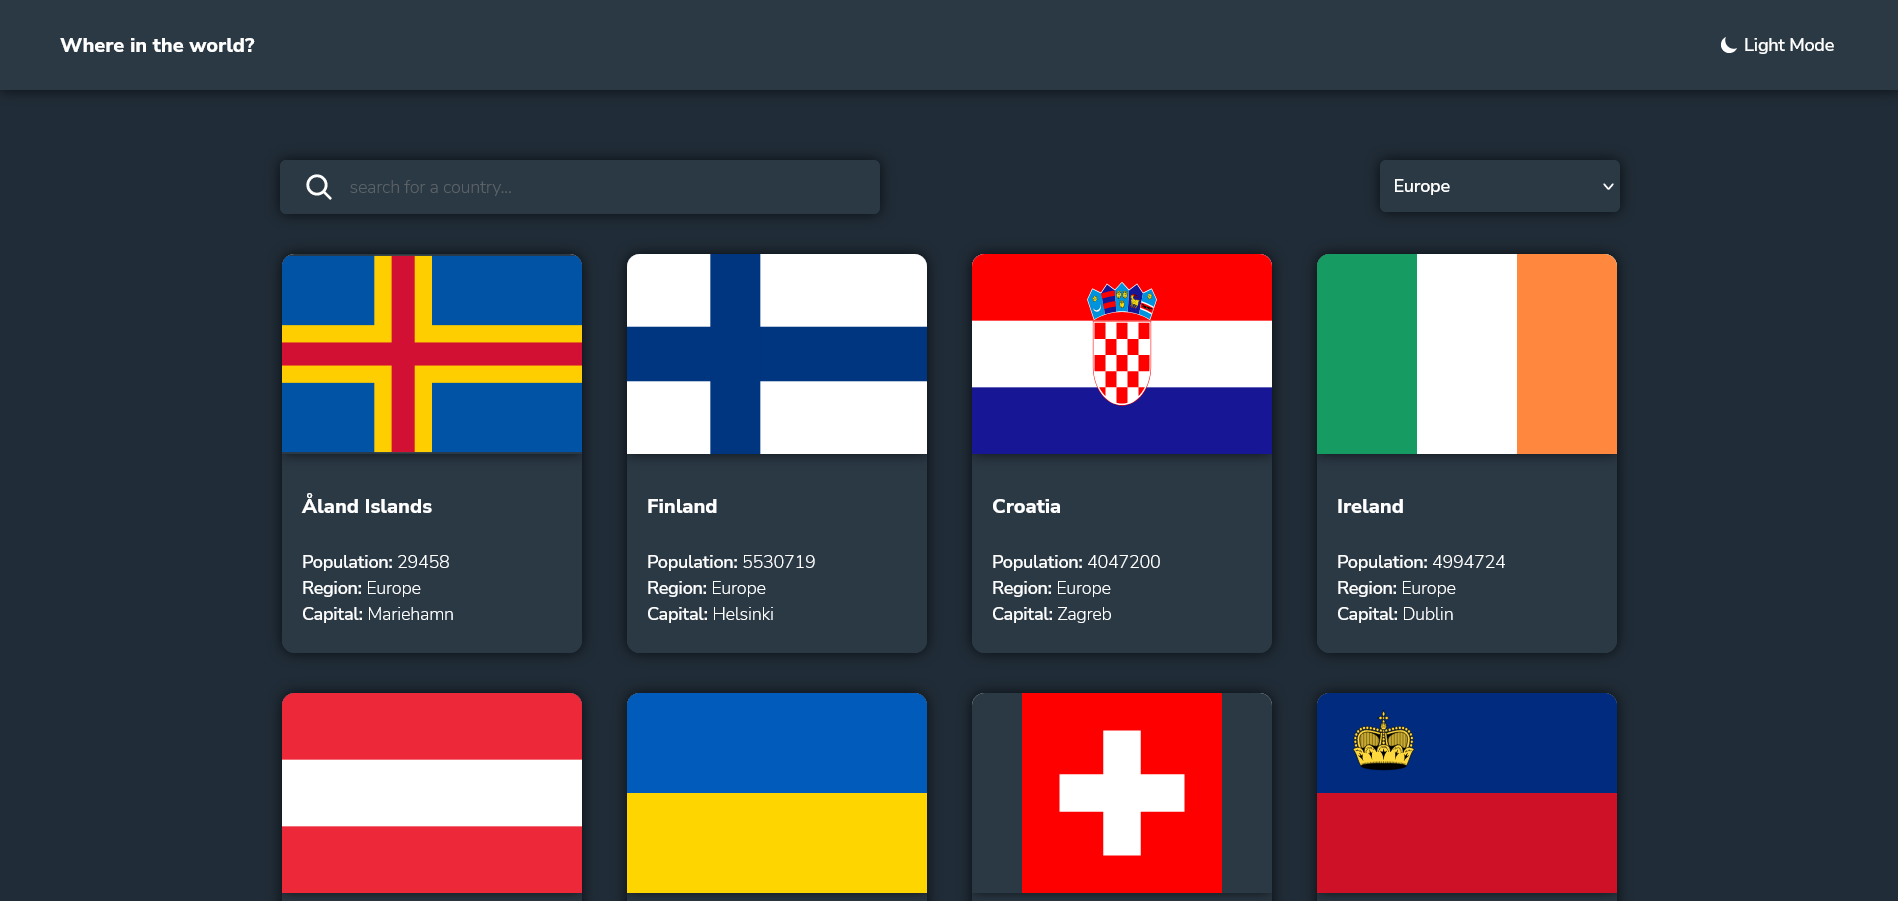 Where in the world?
Light Mode
search for a country...
Europe
Åland Islands
Population: 29458
Region: Europe
Capital: Mariehamn
Finland
Population: 5530719
Region: Europe
Capital: Helsinki
Croatia
Population: 4047200
Region: Europe
Capital: Zagreb
Ireland
Population: 4994724
Region: Europe
Capital: Dublin